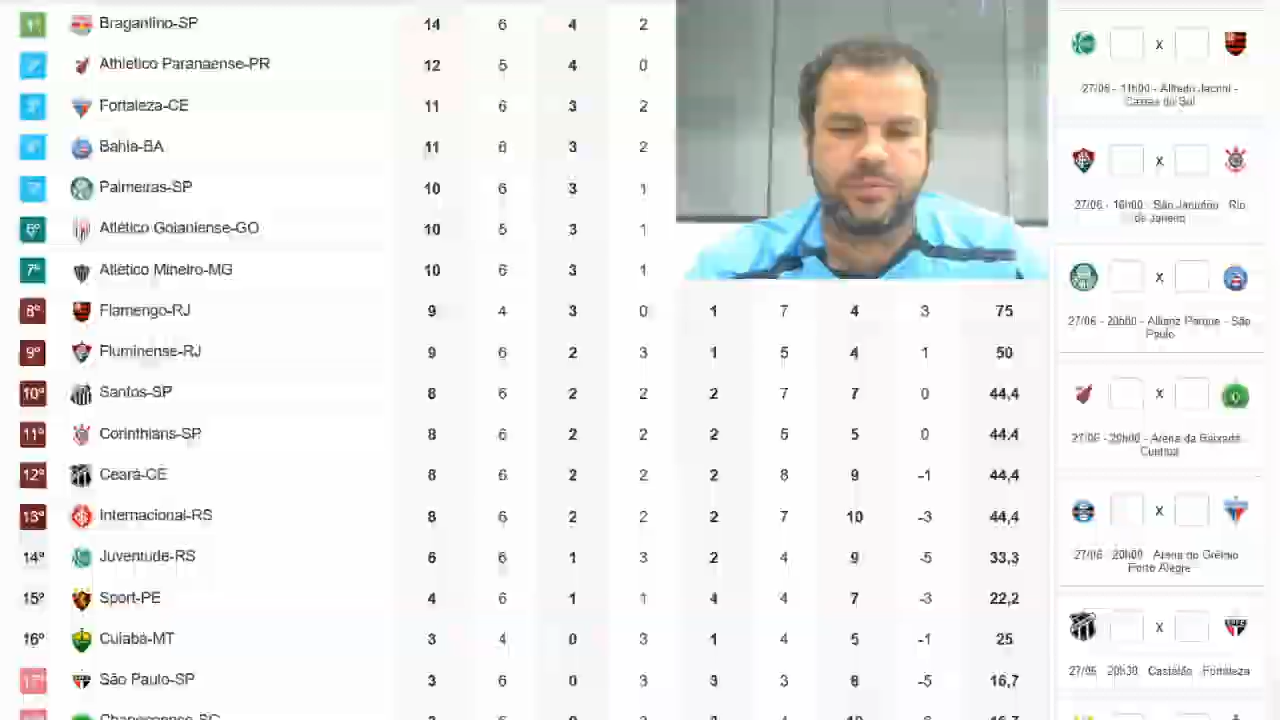 1º Bragantino-SP 14 6 4 2
Athletico Paranaense-PR 12 5 4 0
3º Fortaleza-CE 11 6 3 2
4º Bahia-BA 11 6 3 2
Palmeiras-SP 10 6 3 1
6º Atlético Goianiense-GO 10 5 3 1
7º Atlético Mineiro-MG 10 6 3 1
8º Flamengo-RJ 9 4 3 0 1 7 4 3 75
9º Fluminense-RJ 9 6 2 3 1 5 4 1 50
10º Santos-SP 8 6 2 2 2 7 7 0 44,4
11º Corinthians-SP 8 6 2 2 2 5 5 0 44,4
12º Ceará-CE 8 6 2 2 2 8 9 -1 44,4
13º Internacional-RS 8 6 2 2 2 7 10 -3 44,4
14º Juventude-RS 6 6 1 3 2 4 9 -5 33,3
15º Sport-PE 4 6 1 1 4 4 7 -3 22,2
16º Cuiabá-MT 3 4 0 3 1 4 5 -1 25
17º São Paulo-SP 3 6 0 3 3 3 8 -5 16,7
Chapecoense-SC
x
27/06 - 11h00 - Alfredo Jaconi -
Caxias do Sul
x
27/06 - 16h00 - São Januário - Rio
de Janeiro
x
27/06 - 20h00 - Allianz Parque - São
Paulo
x
27/06 - 20h00 - Arena da Baixada -
Curitiba
x
27/06 - 20h00 - Arena do Grêmio
Porto Alegre
x
27/06 - 20h30 - Castelão - Fortaleza